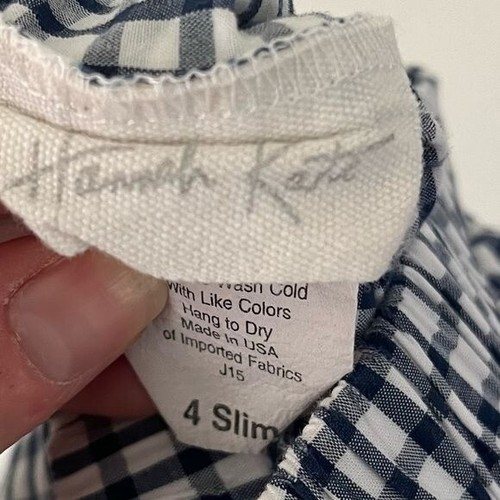 Hannah Kate
Wash Cold
With Like Colors
Hang to Dry
Made in USA
of Imported Fabrics
J15
4 Slim